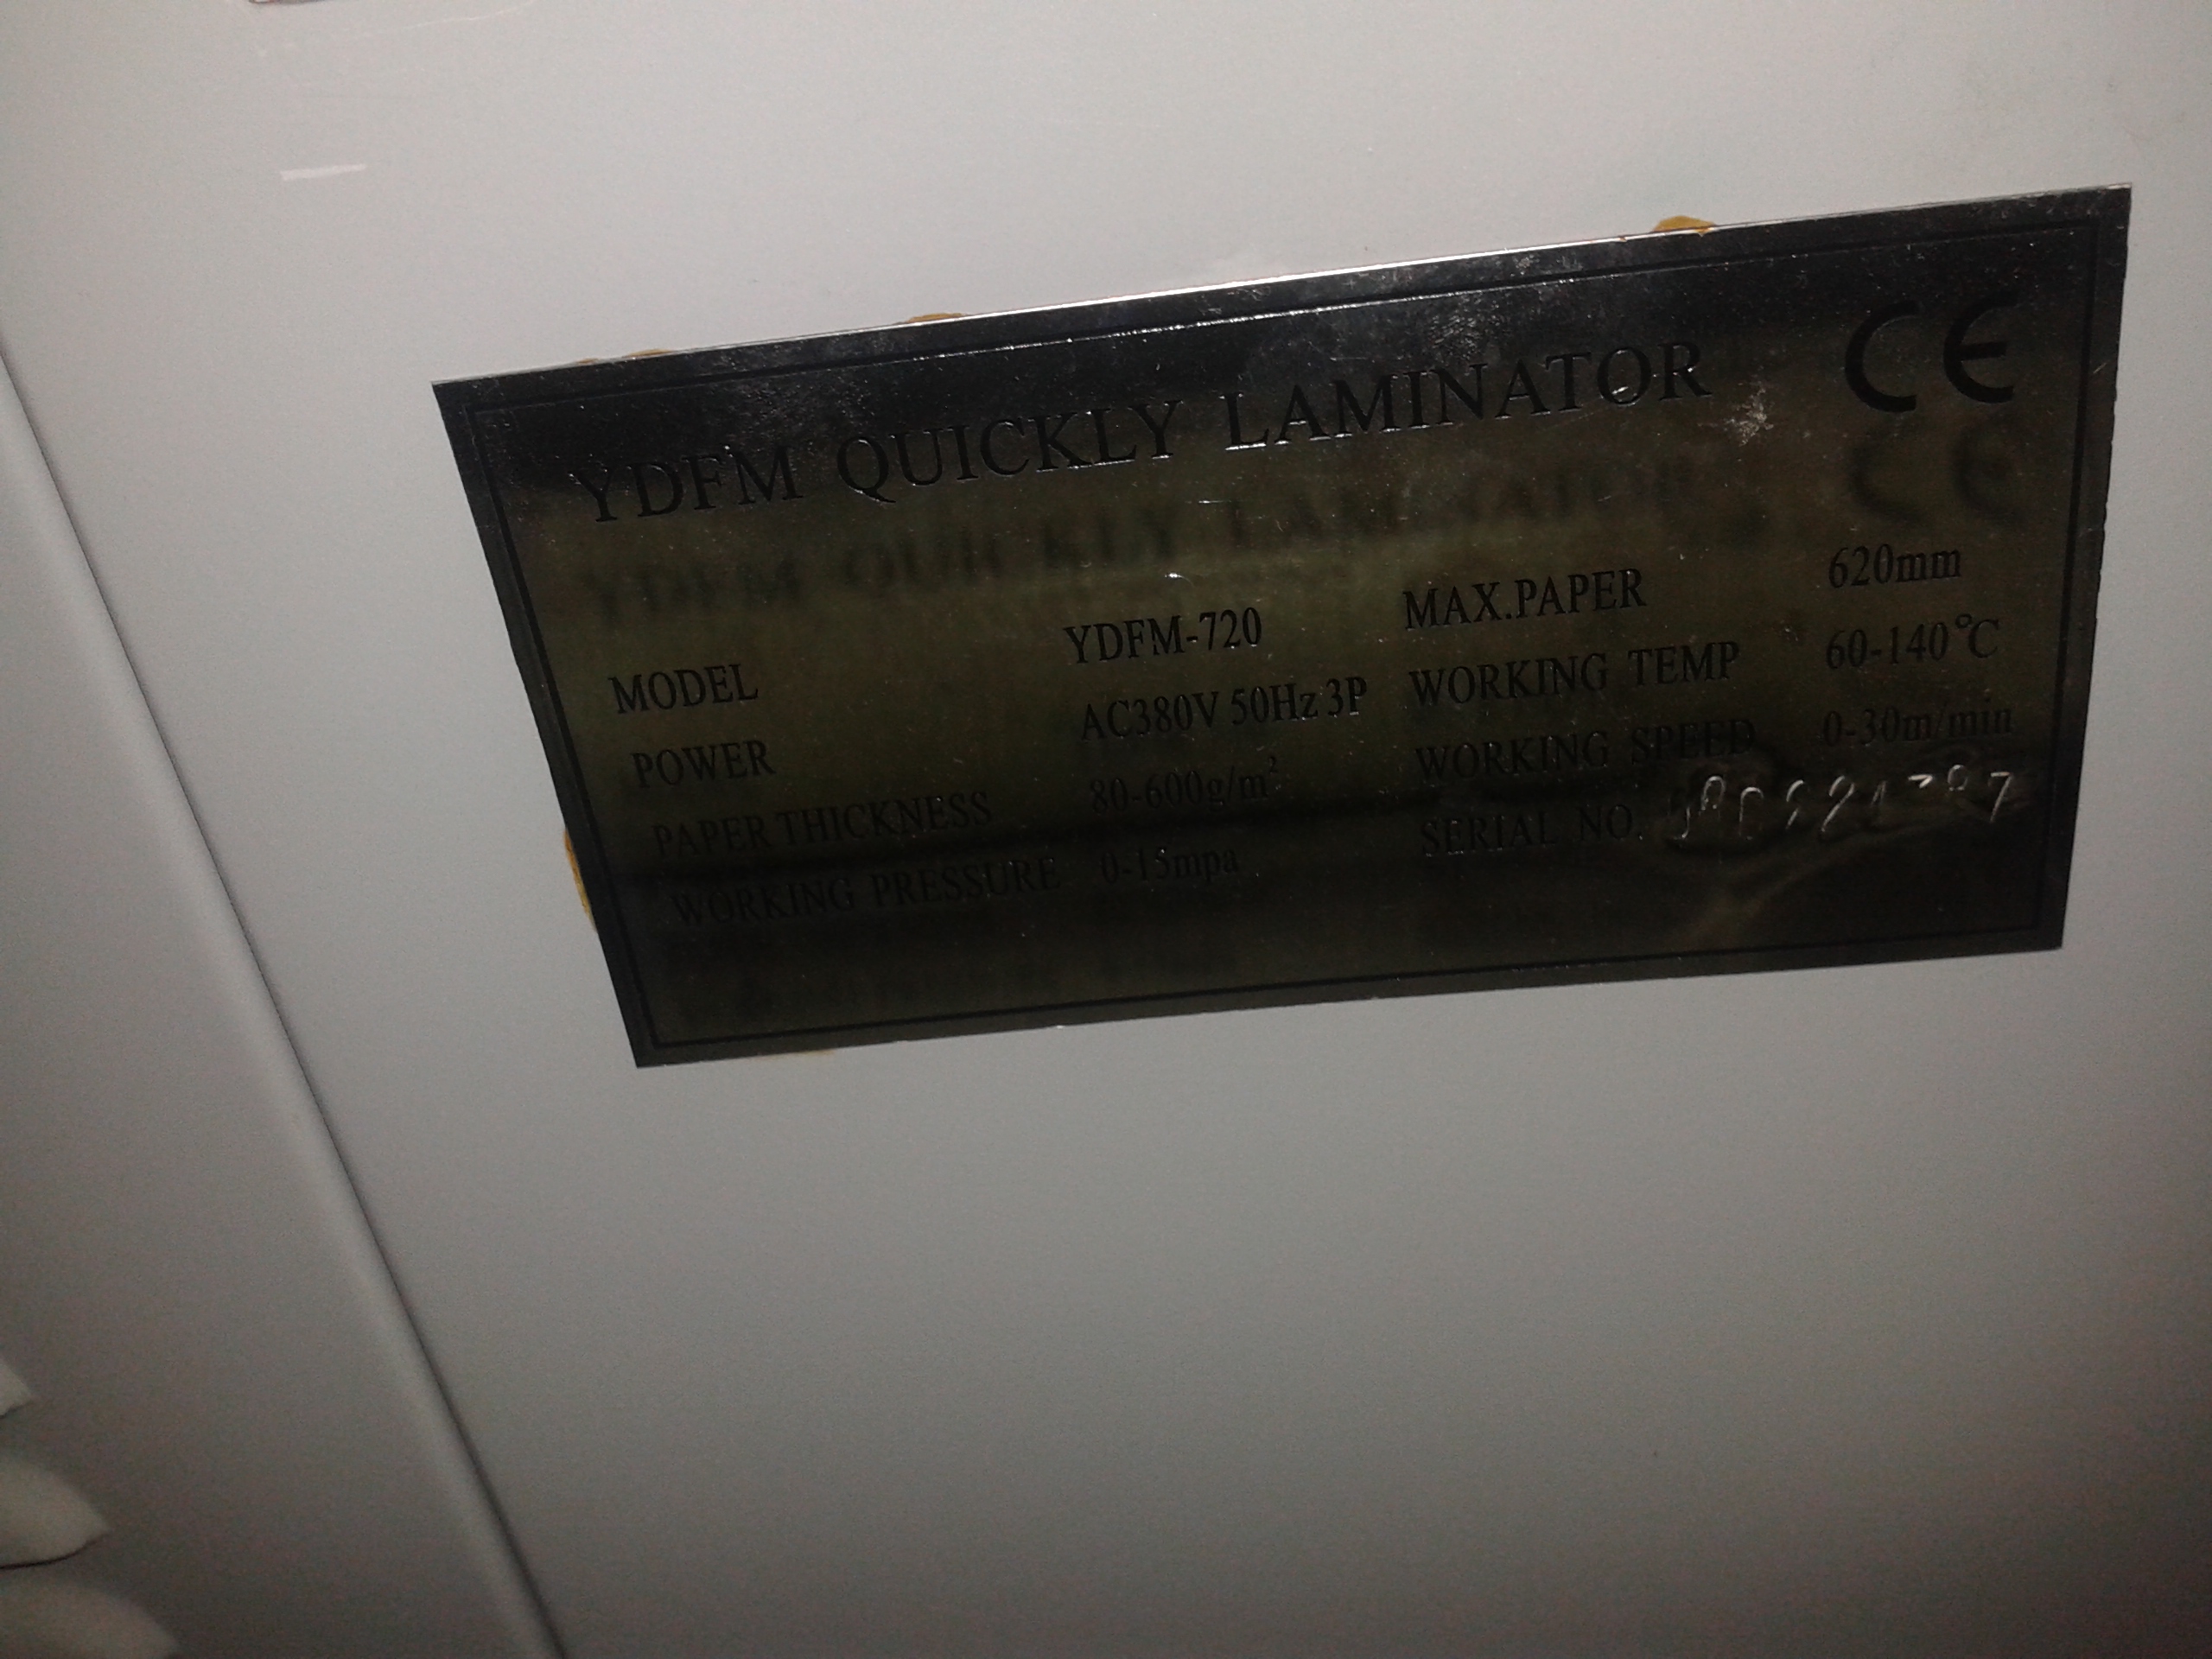 YDFM QUICKLY LAMINATOR CE
MODEL YDFM-720 MAX.PAPER 620mm
POWER AC380V 50Hz 3P WORKING TEMP 60-140℃
PAPER THICKNESS 80-600g/m² WORKING SPEED 0-30m/min
WORKING PRESSURE 0-15mpa SERIAL NO.